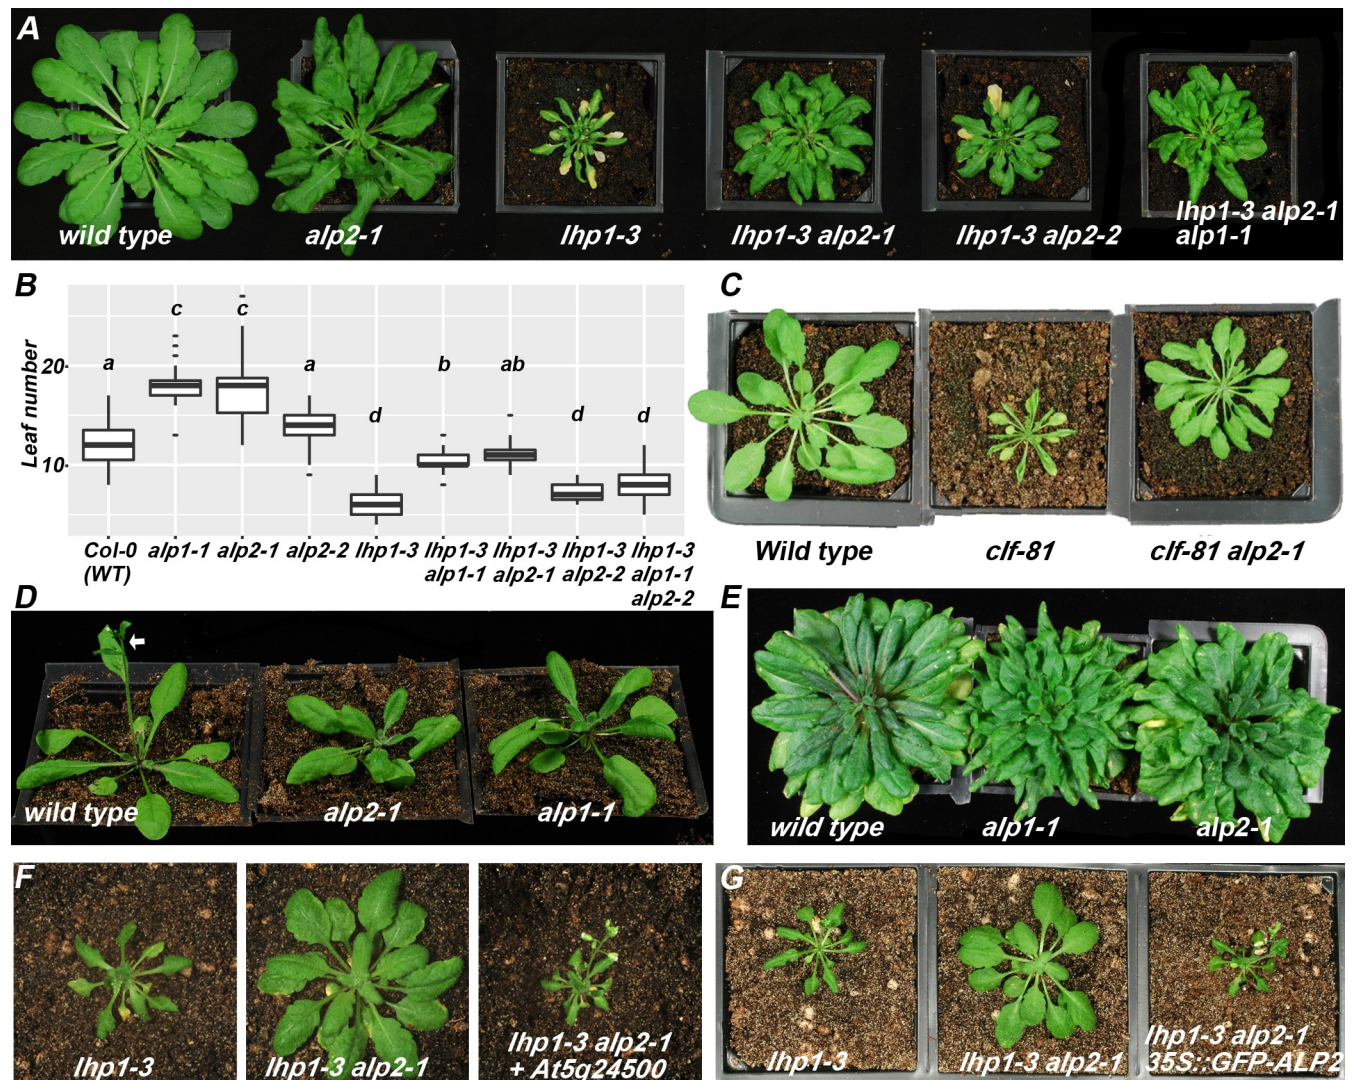 A
wild type
alp2-1
lhp1-3
lhp1-3 alp2-1
lhp1-3 alp2-2
lhp1-3 alp2-1
alp1-1
B
Leaf number
20
10
a
c
c
a
d
b
ab
d
d
Col-0
(WT)
alp1-1
alp2-1
alp2-2
lhp1-3
lhp1-3
alp1-1
lhp1-3
alp2-1
lhp1-3
alp2-2
lhp1-3
alp1-1
alp2-2
C
Wild type
clf-81
clf-81 alp2-1
D
wild type
alp2-1
alp1-1
E
wild type
alp1-1
alp2-1
F
lhp1-3
lhp1-3 alp2-1
lhp1-3 alp2-1
+ At5g24500
G
lhp1-3
lhp1-3 alp2-1
lhp1-3 alp2-1
35S::GFP-ALP2